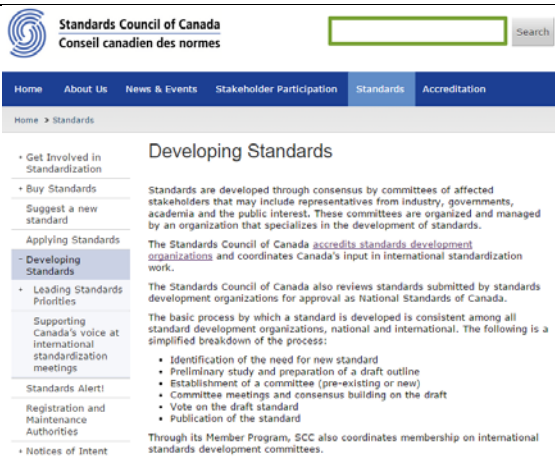 Standards Council of Canada
Conseil canadien des normes
Search
Home About Us News & Events Stakeholder Participation Standards Accreditation
Home > Standards
+ Get Involved in
Standardization
+ Buy Standards
Suggest a new
standard
Applying Standards
- Developing
Standards
+ Leading Standards
Priorities
Supporting
Canada's voice at
international
standardization
meetings
Standards Alert!
Registration and
Maintenance
Authorities
+ Notices of Intent
Developing Standards
Standards are developed through consensus by committees of affected
stakeholders that may include representatives from industry, governments,
academia and the public interest. These committees are organized and managed
by an organization that specializes in the development of standards.
The Standards Council of Canada accredits standards development
organizations and coordinates Canada's input in international standardization
work.
The Standards Council of Canada also reviews standards submitted by standards
development organizations for approval as National Standards of Canada.
The basic process by which a standard is developed is consistent among all
standard development organizations, national and international. The following is a
simplified breakdown of the process:
• Identification of the need for new standard
• Preliminary study and preparation of a draft outline
• Establishment of a committee (pre-existing or new)
• Committee meetings and consensus building on the draft
• Vote on the draft standard
• Publication of the standard
Through its Member Program, SCC also coordinates membership on international
standards development committees.